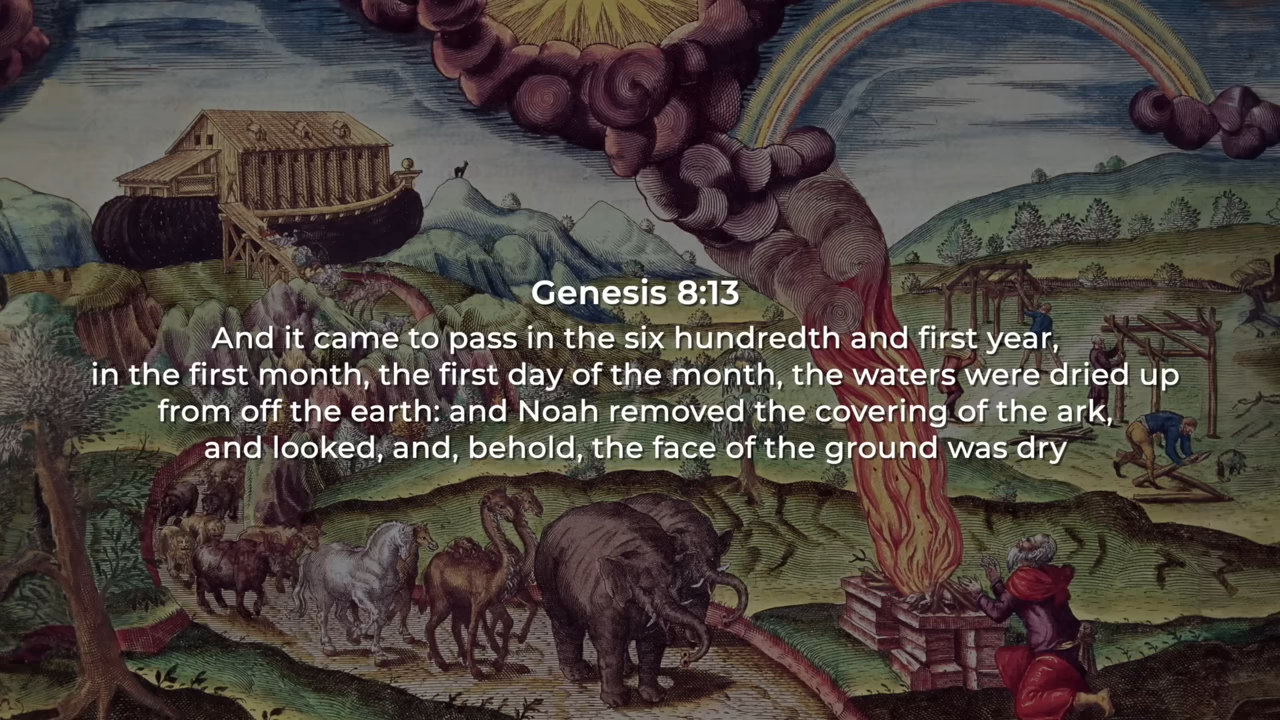 Genesis 8:13
And it came to pass in the six hundredth and first year,
in the first month, the first day of the month, the waters were dried up
from off the earth: and Noah removed the covering of the ark,
and looked, and, behold, the face of the ground was dry